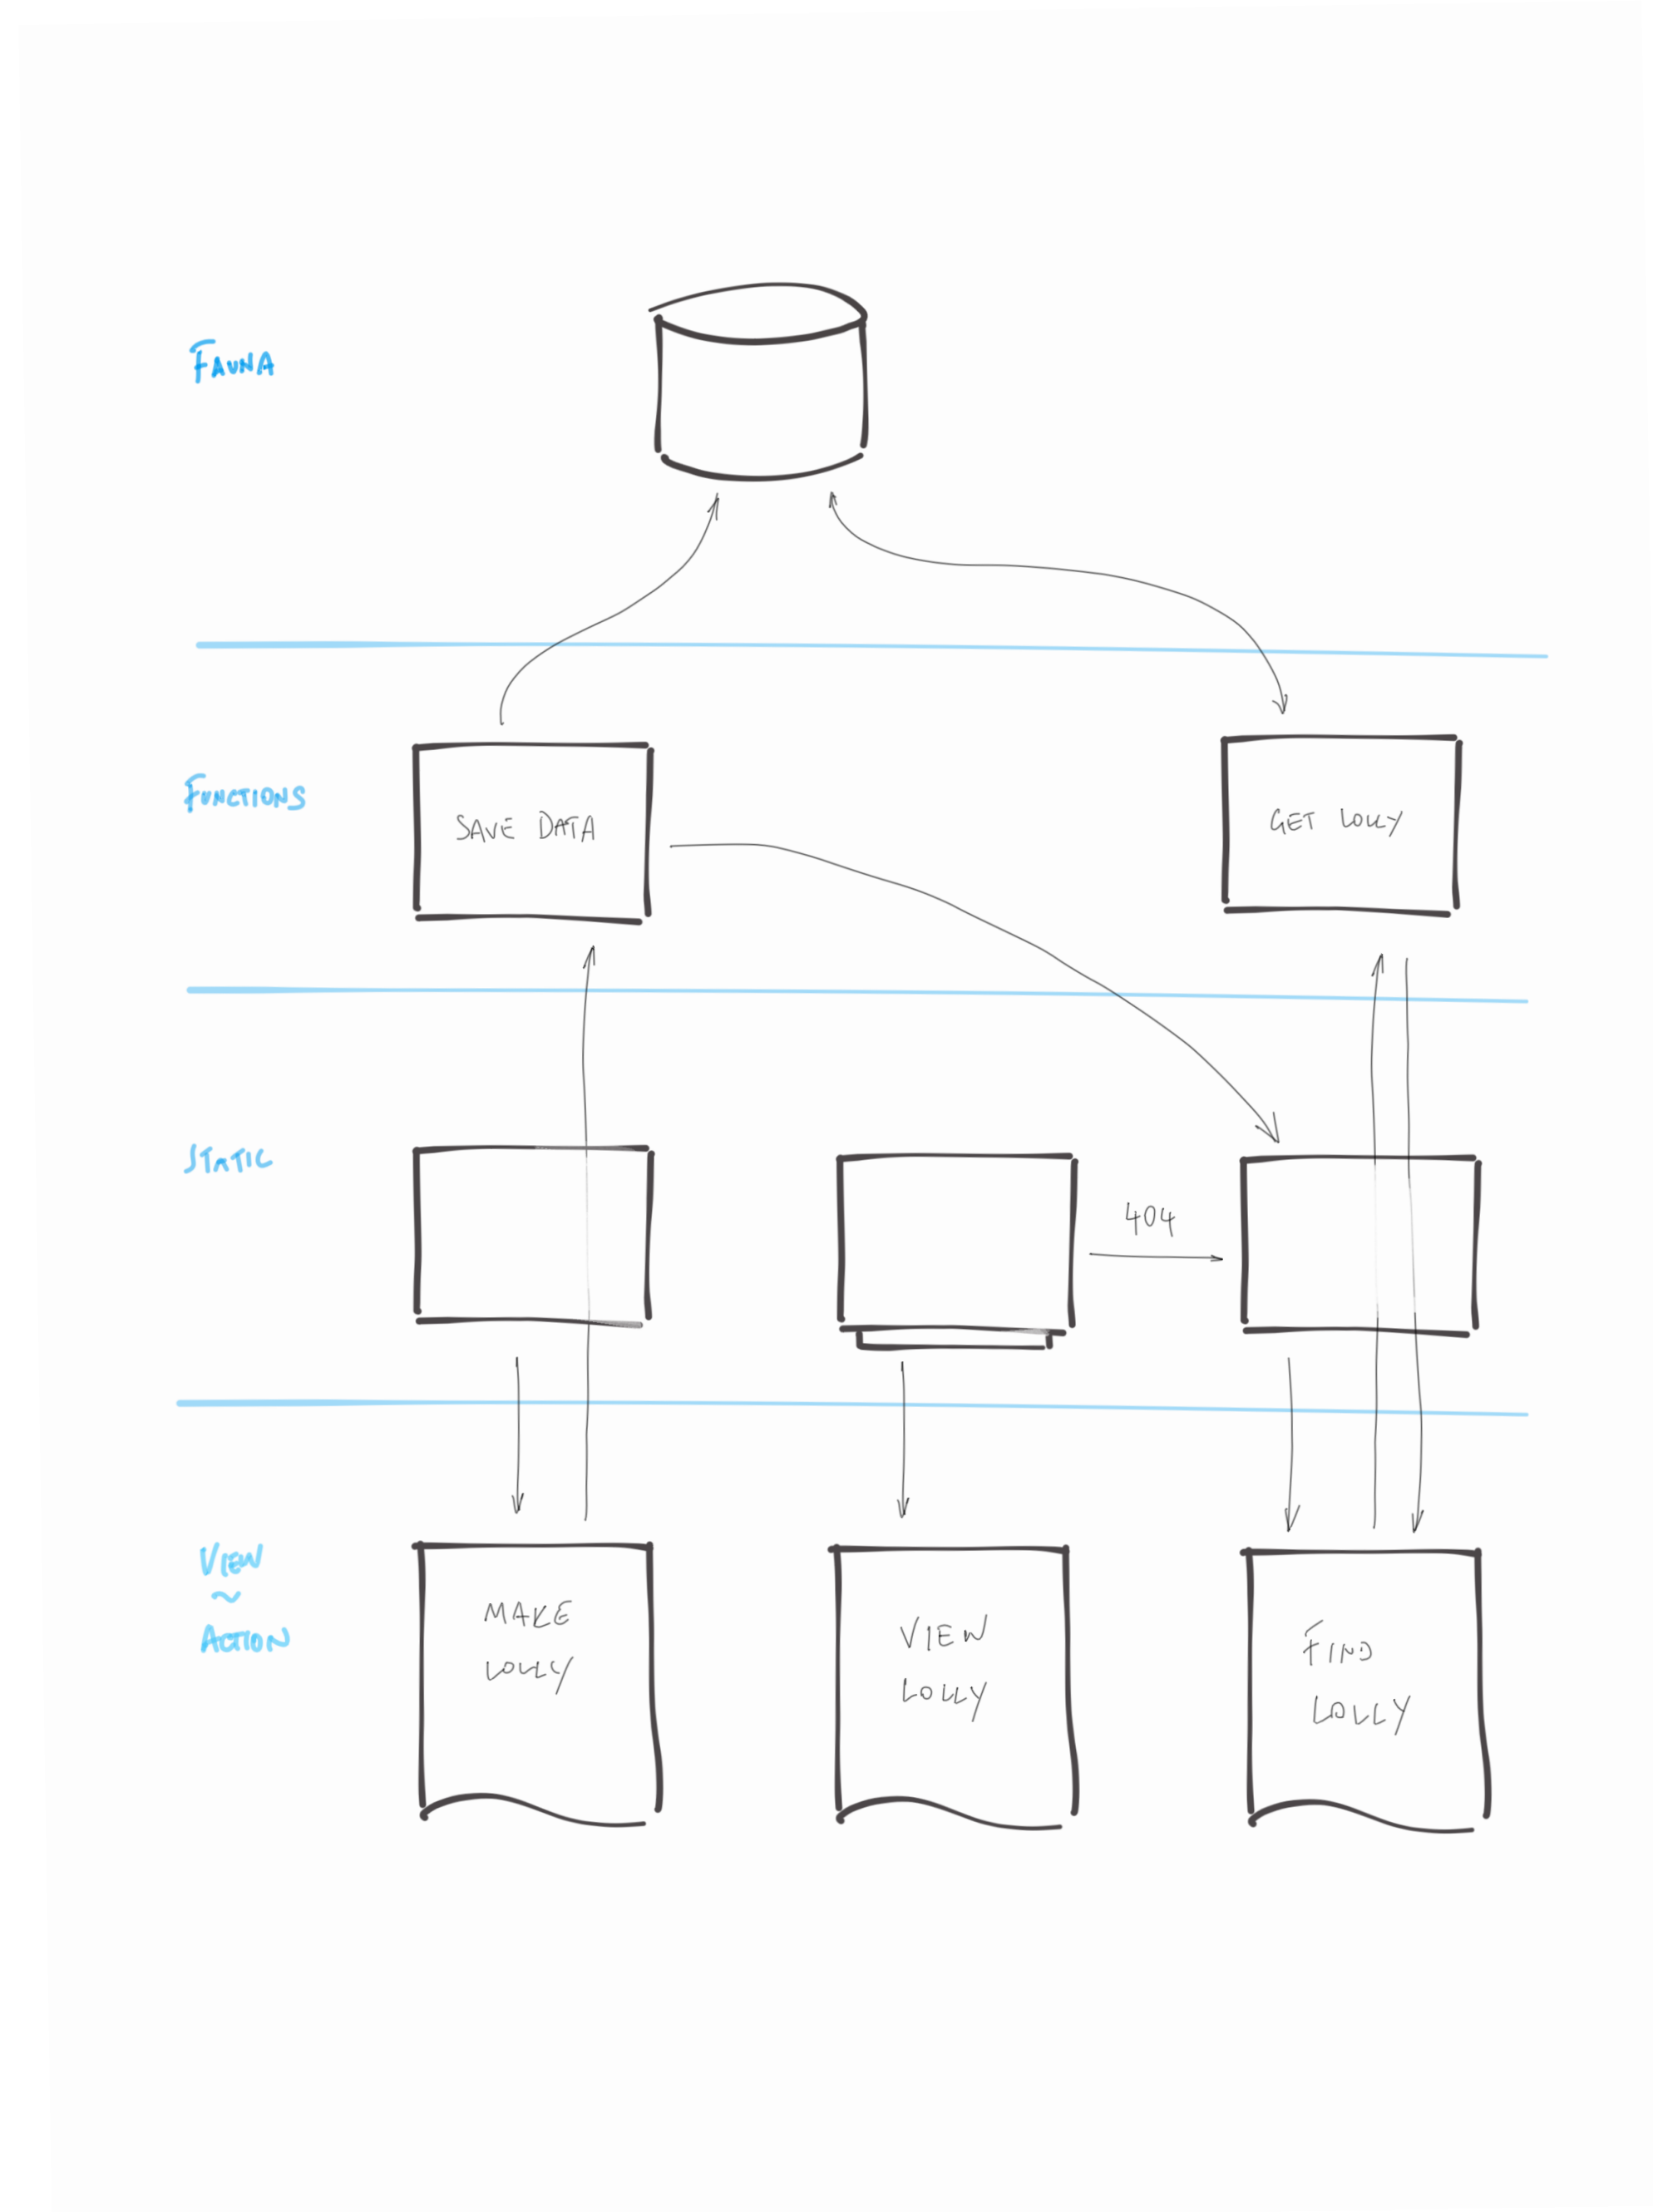 FAUNA
FUNCTIONS
SAVE DATA
GET LOLLY
STATIC
404
VIEW
~
ACTION
MAKE
LOLLY
VIEW
LOLLY
FIND
LOLLY